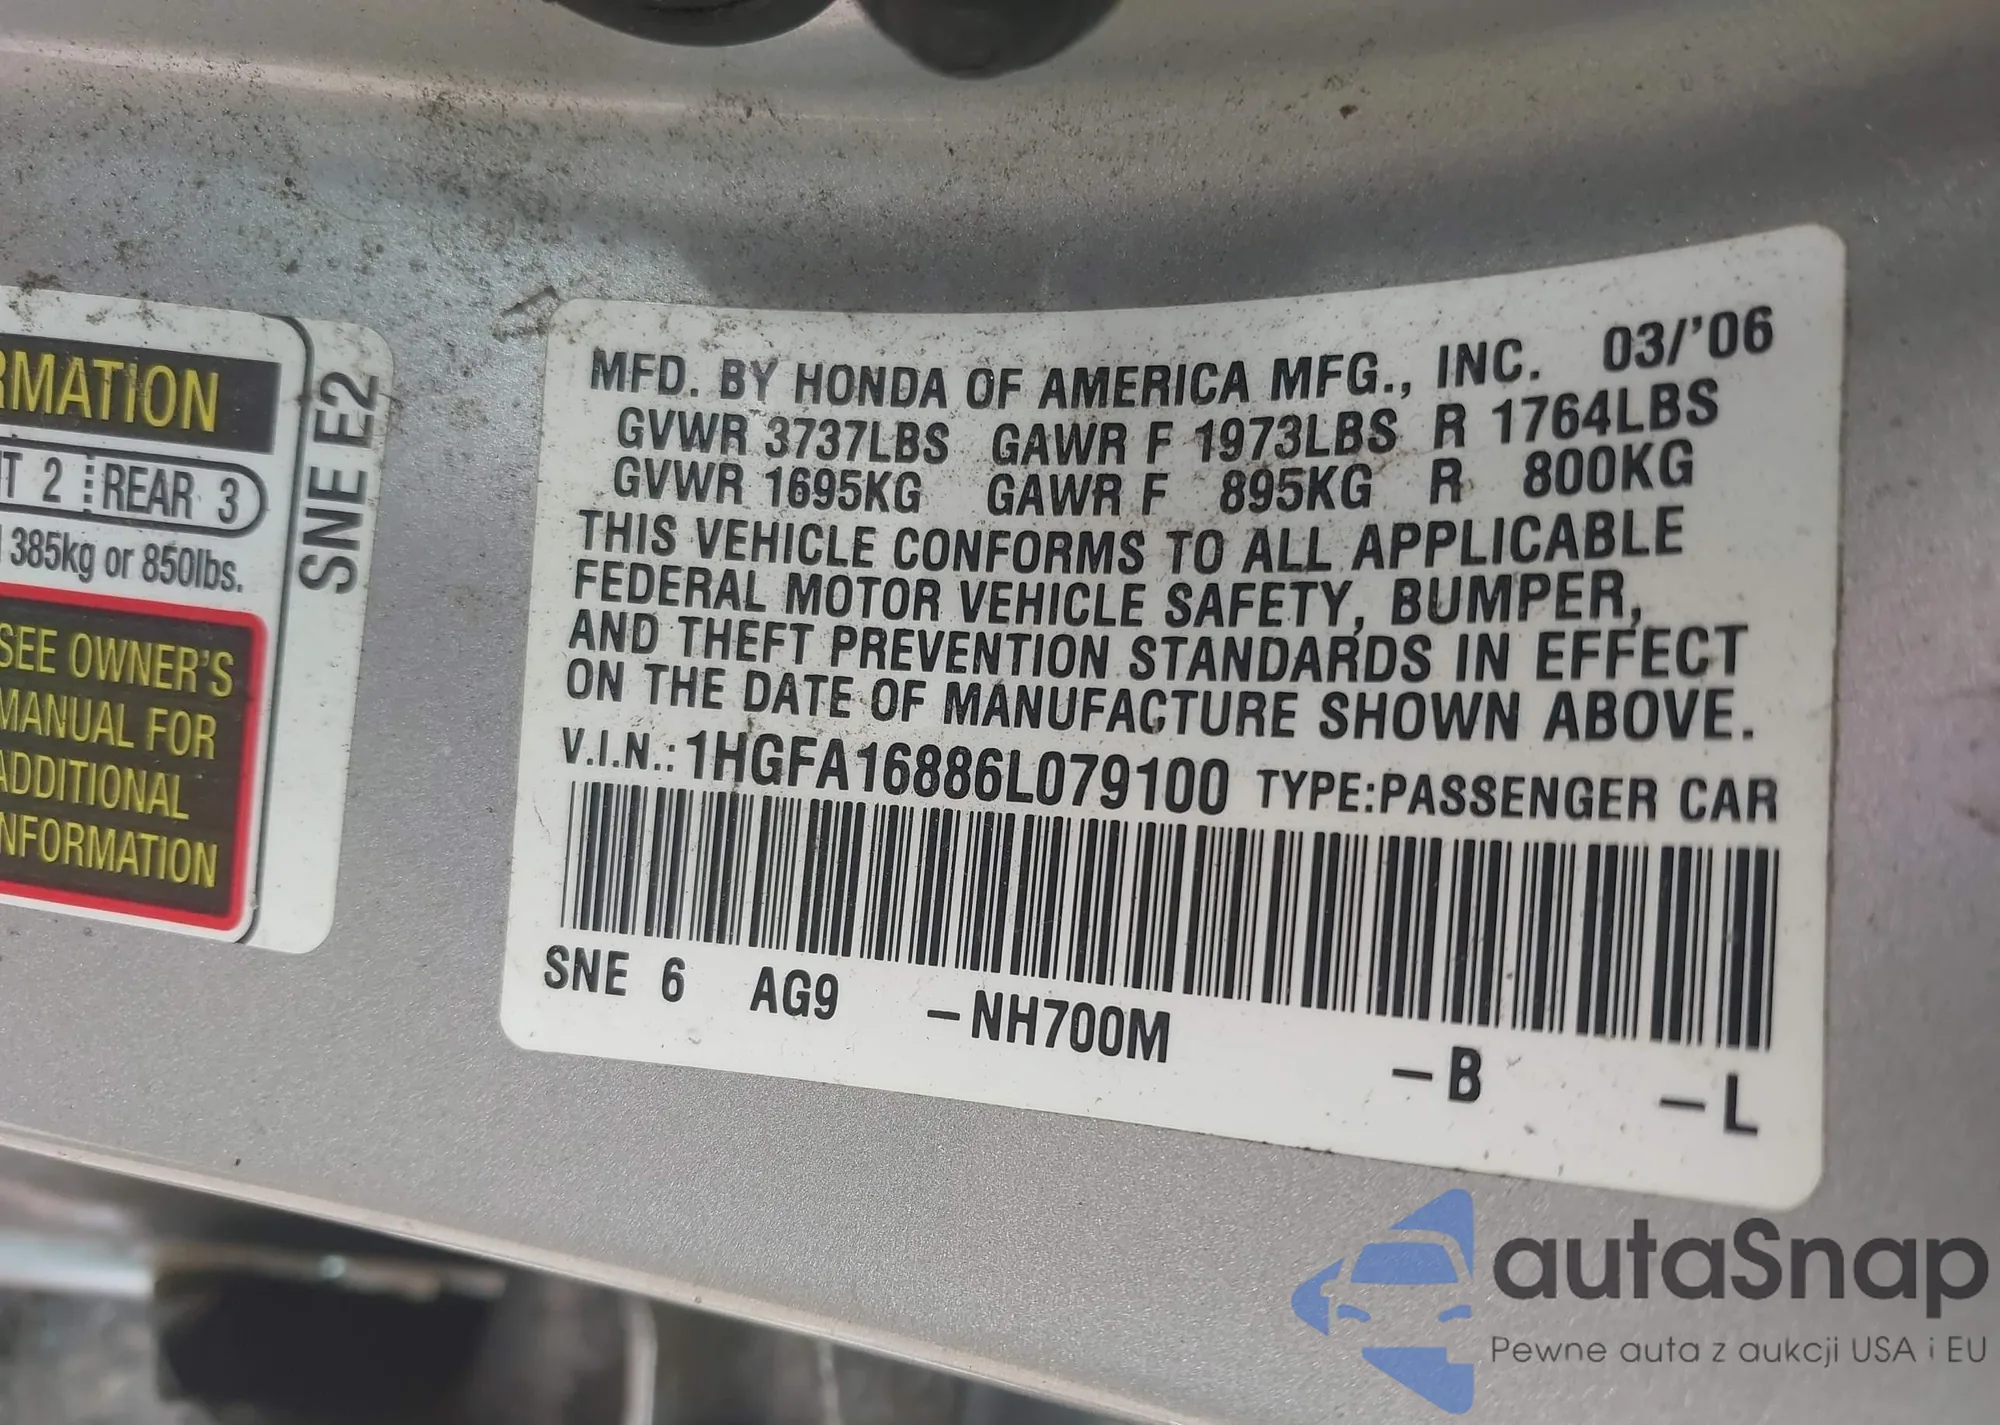 RMATION
T 2 REAR 3
385kg or 850lbs.
SEE OWNER'S
MANUAL FOR
ADDITIONAL
INFORMATION
SNE E2
MFD. BY HONDA OF AMERICA MFG., INC. 03/'06
GVWR 3737LBS GAWR F 1973LBS R 1764LBS
GVWR 1695KG GAWR F 895KG R 800KG
THIS VEHICLE CONFORMS TO ALL APPLICABLE
FEDERAL MOTOR VEHICLE SAFETY, BUMPER,
AND THEFT PREVENTION STANDARDS IN EFFECT
ON THE DATE OF MANUFACTURE SHOWN ABOVE.
V.I.N.: 1HGFA16886L079100 TYPE:PASSENGER CAR
SNE 6 AG9 -NH700M -B -L
autaSnap
Pewne auta z aukcji USA i EU